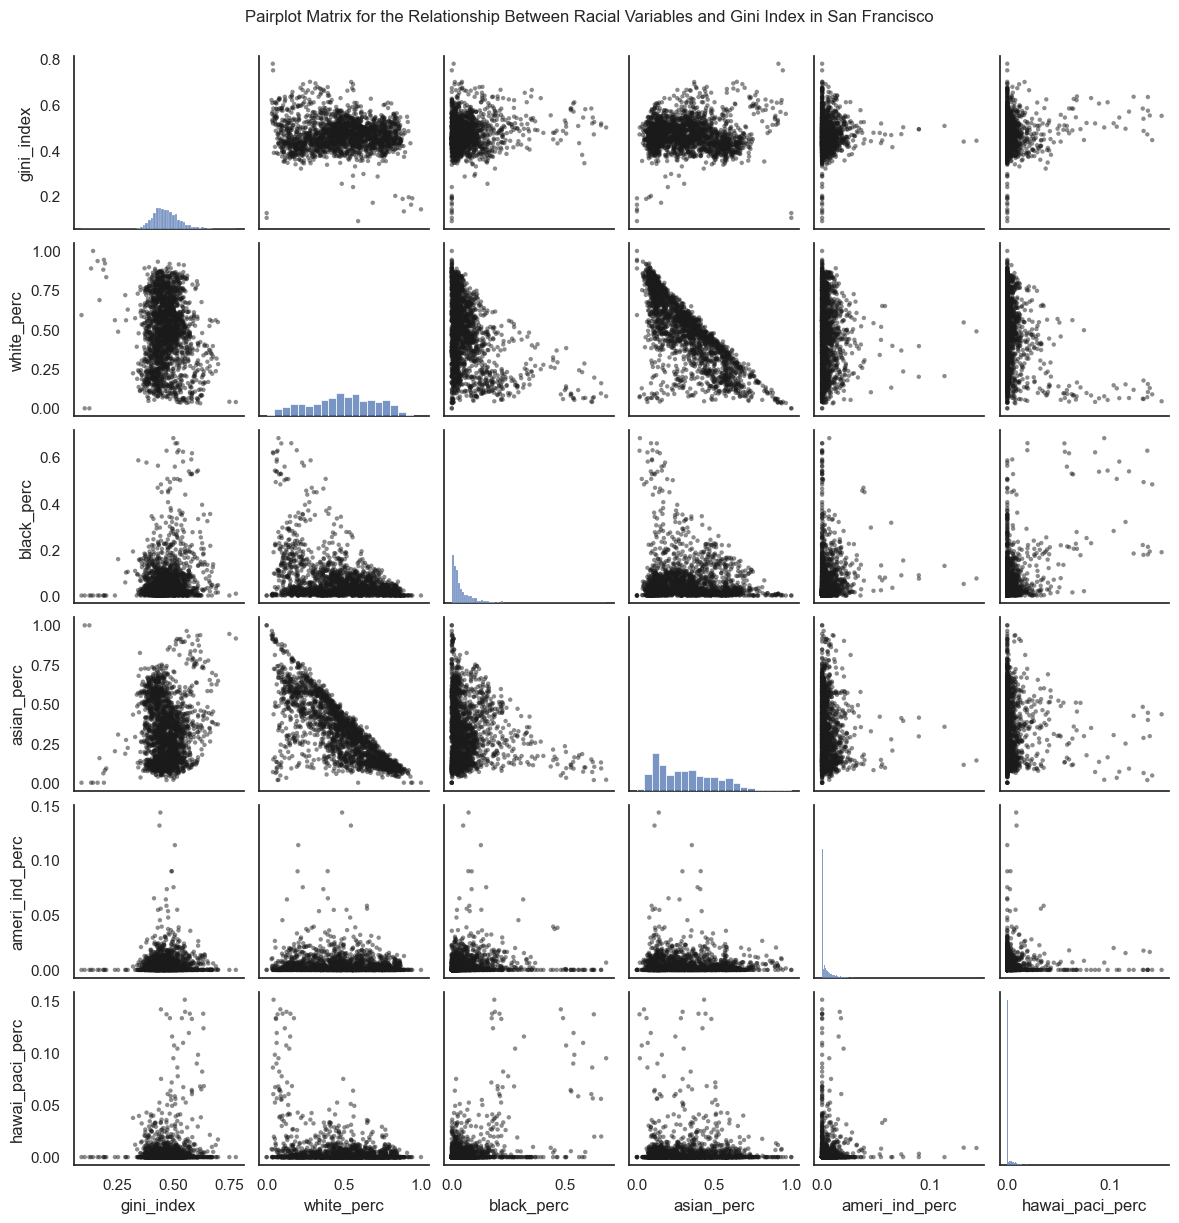 Pairplot Matrix for the Relationship Between Racial Variables and Gini Index in San Francisco
0.8
0.6
0.4
0.2
gini_index
1.00
0.75
0.50
0.25
0.00
white_perc
0.6
0.4
0.2
0.0
black_perc
1.00
0.75
0.50
0.25
0.00
asian_perc
0.15
0.10
0.05
0.00
ameri_ind_perc
0.15
0.10
0.05
0.00
hawai_paci_perc
0.25 0.50 0.75 0.0 0.5 1.0 0.0 0.5 0.0 0.5 1.0 0.0 0.1 0.0 0.1
gini_index white_perc black_perc asian_perc ameri_ind_perc hawai_paci_perc